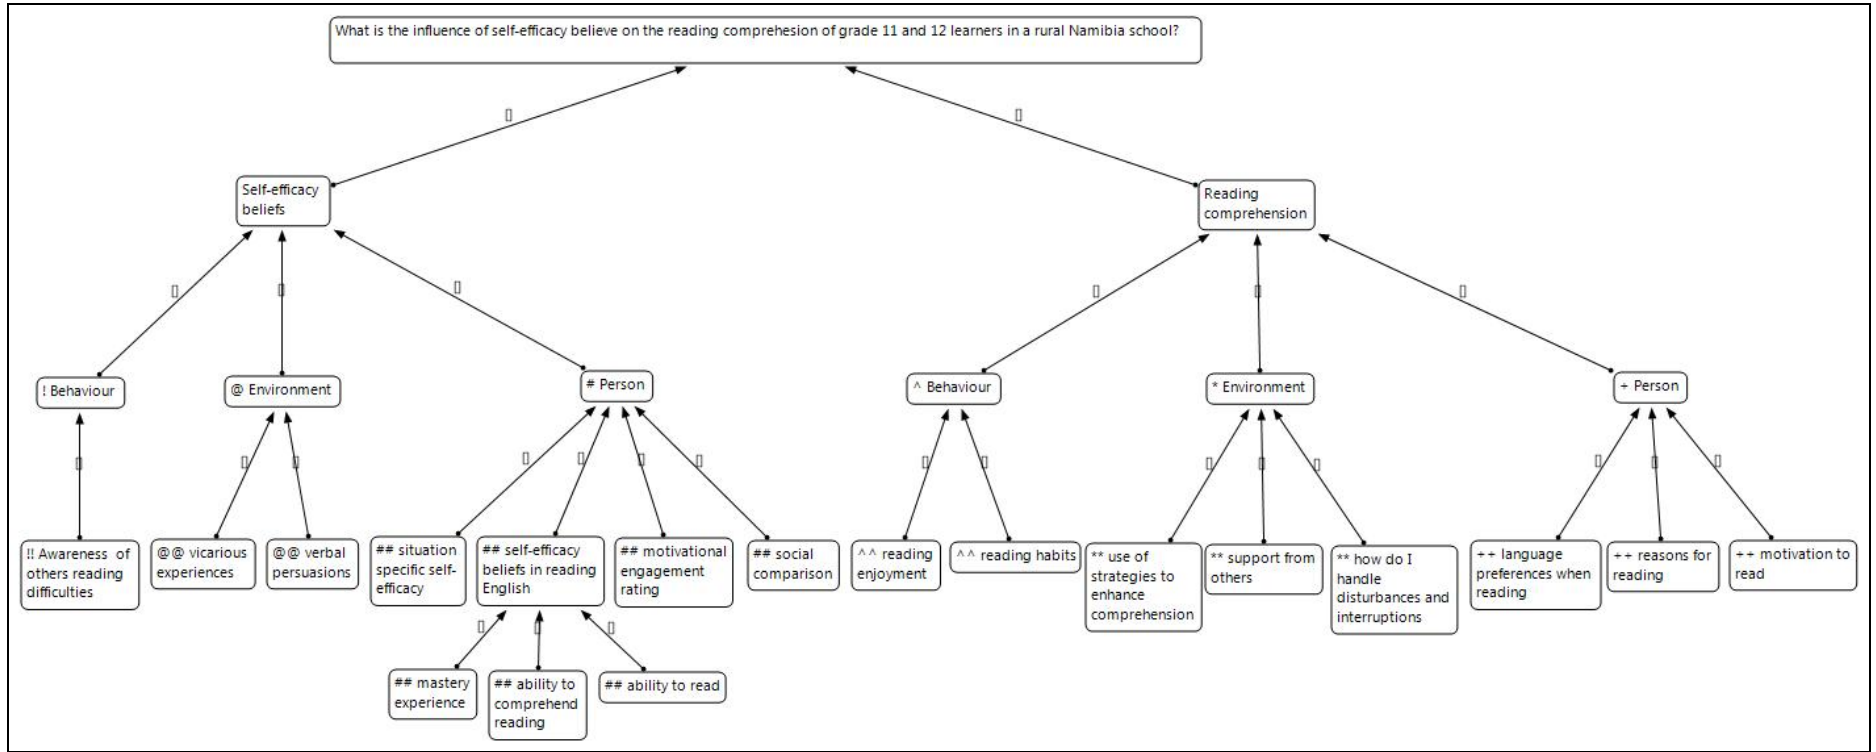 What is the influence of self-efficacy believe on the reading comprehesion of grade 11 and 12 learners in a rural Namibia school?
Self-efficacy
beliefs
Reading
comprehension
! Behaviour
@ Environment
# Person
^ Behaviour
* Environment
+ Person
!! Awareness of
others reading
difficulties
@@ vicarious
experiences
@@ verbal
persuasions
## situation
specific self-
efficacy
## self-efficacy
beliefs in reading
English
## motivational
engagement
rating
## social
comparison
^^ reading
enjoyment
^^ reading habits
** use of
strategies to
enhance
comprehension
** support from
others
** how do I
handle
disturbances and
interruptions
++ language
preferences when
reading
++ reasons for
reading
++ motivation to
read
## mastery
experience
## ability to
comprehend
reading
## ability to read